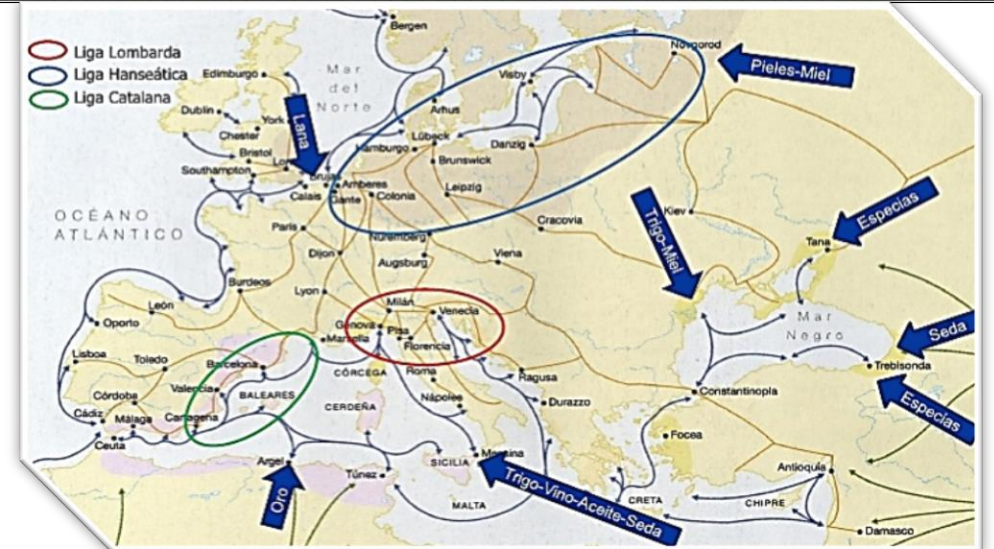 Liga Lombarda
Liga Hanseática
Liga Catalana
Bergen
Novgorod
Pieles-Miel
Mar
del
Norte
Edimburgo
Visby
Dublin
York
Arhus
Chester
Lana
Lübeck
Hamburgo
Danzig
Bristol
Brunswick
Southampton
Brujas
Calais
Amberes
Gante
Colonia
Leipzig
OCÉANO
ATLÁNTICO
Cracovia
Kiev
Trigo-Miel
Especias
Tana
París
Nuremberg
Dijon
Augsburg
Viena
Burdeos
Lyon
León
Milán
Venecia
Oporto
Genova
Pisa
Marsella
Florencia
Mar
Negro
Seda
Lisboa
Toledo
Barcelona
CÓRCEGA
Roma
Ragusa
Trebisonda
Valencia
BALEARES
Constantinopla
Córdoba
CERDEÑA
Nápoles
Durazzo
Especias
Cádiz
Málaga
Cartagena
Ceuta
Focea
Argel
Túnez
SICILIA
Messina
Trigo-Vino-Aceite-Seda
Antioquía
Oro
MALTA
CRETA
CHIPRE
Damasco